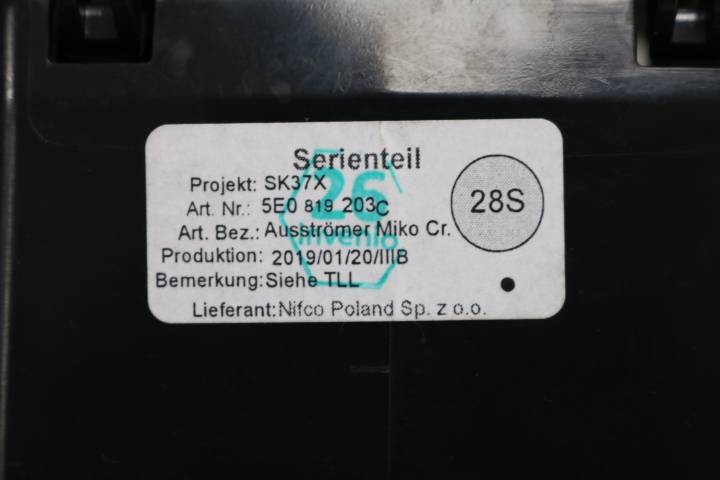 Serienteil
Projekt: SK37X
Art. Nr.: 5E0 819 203C
Art. Bez.: Ausströmer Miko Cr.
Produktion: 2019/01/20/IIIB
Bemerkung:Siehe TLL
Lieferant:Nifco Poland Sp. z o.o.
28S
26
invenio